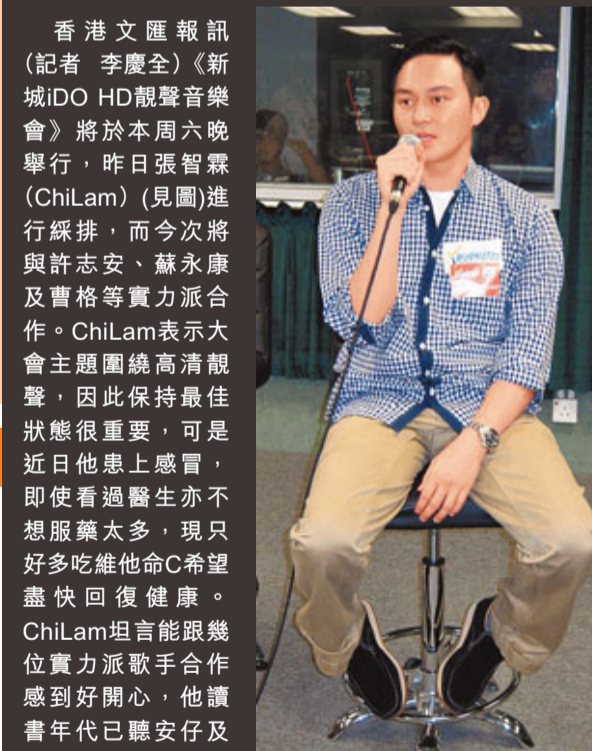 香港文匯報訊
（記者 李慶全）《新
城iDO HD靚聲音樂
會》將於本周六晚
舉行，昨日張智霖
（ChiLam）(見圖)進
行綵排，而今次將
與許志安、蘇永康
及曹格等實力派合
作。ChiLam表示大
會主題圍繞高清靚
聲，因此保持最佳
狀態很重要，可是
近日他患上感冒，
即使看過醫生亦不
想服藥太多，現只
好多吃維他命C希望
盡快回復健康。
ChiLam坦言能跟幾
位實力派歌手合作
感到好開心，他讀
書年代已聽安仔及